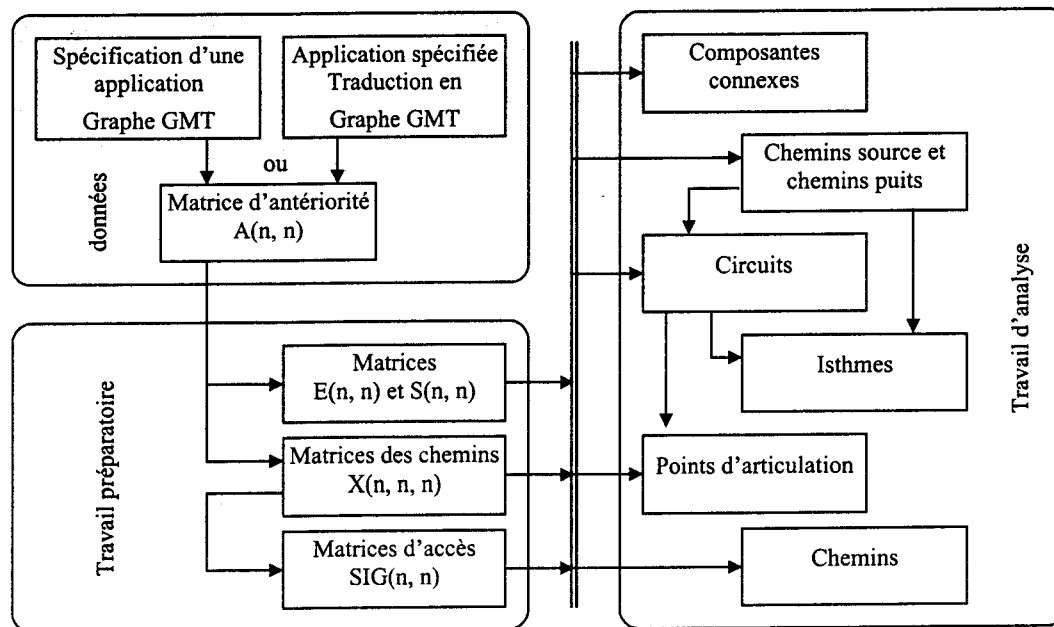 Spécification d'une
application
Graphe GMT
Application spécifiée
Traduction en
Graphe GMT
ou
Matrice d'antériorité
A(n, n)
données
Matrices
E(n, n) et S(n, n)
Matrices des chemins
X(n, n, n)
Matrices d'accès
SIG(n, n)
Travail préparatoire
Composantes
connexes
Chemins source et
chemins puits
Circuits
Isthmes
Points d'articulation
Chemins
Travail d'analyse